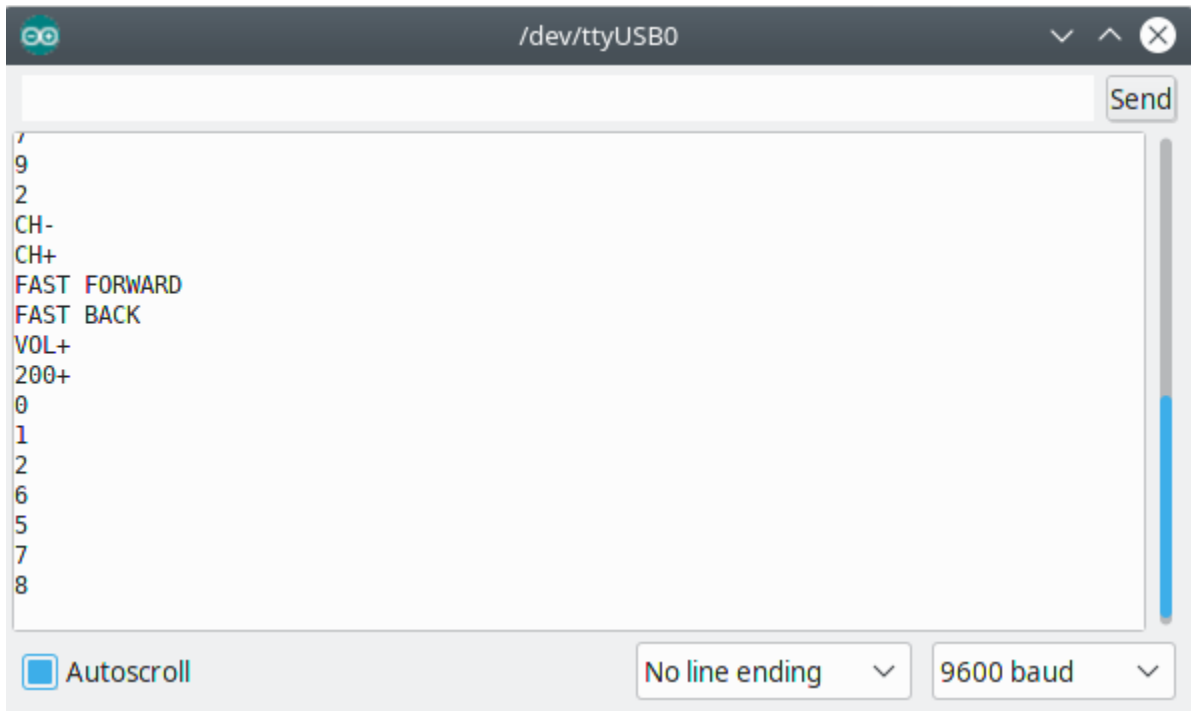 /dev/ttyUSB0
Send
7
9
2
CH-
CH+
FAST FORWARD
FAST BACK
VOL+
200+
0
1
2
6
5
7
8
Autoscroll
No line ending
9600 baud